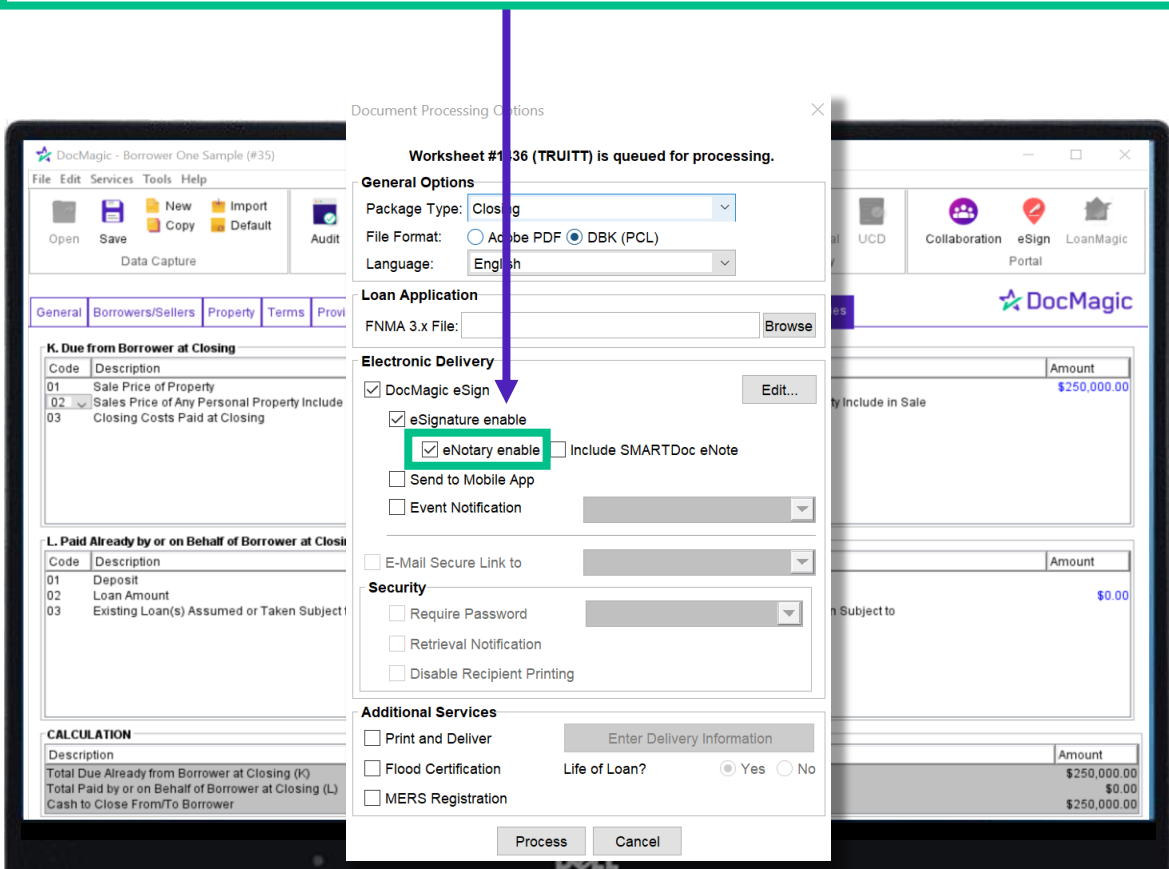 Document Processing Options
DocMagic - Borrower One Sample (#35)
File Edit Services Tools Help
Open
Save
New
Copy
Import
Default
Data Capture
Audit
UCD
Collaboration
eSign
LoanMagic
Portal
General
Borrowers/Sellers
Property
Terms
DocMagic
Worksheet #1436 (TRUITT) is queued for processing.
General Options
Package Type: Closing
File Format: Adobe PDF DBK (PCL)
Language: English
Loan Application
FNMA 3.x File: Browse
Electronic Delivery
DocMagic eSign Edit...
eSignature enable
eNotary enable Include SMARTDoc eNote
Send to Mobile App
Event Notification
E-Mail Secure Link to
Security
Require Password
Retrieval Notification
Disable Recipient Printing
Additional Services
Print and Deliver Enter Delivery Information
Flood Certification Life of Loan? Yes No
MERS Registration
Process Cancel
K. Due from Borrower at Closing
Code Description Amount
01 Sale Price of Property $250,000.00
02 Sales Price of Any Personal Property Include ty Include in Sale
03 Closing Costs Paid at Closing
L. Paid Already by or on Behalf of Borrower at Closi
Code Description Amount
01 Deposit
02 Loan Amount $0.00
03 Existing Loan(s) Assumed or Taken Subject n Subject to
CALCULATION
Description Amount
Total Due Already from Borrower at Closing (K) $250,000.00
Total Paid by or on Behalf of Borrower at Closing (L) $0.00
Cash to Close From/To Borrower $250,000.00